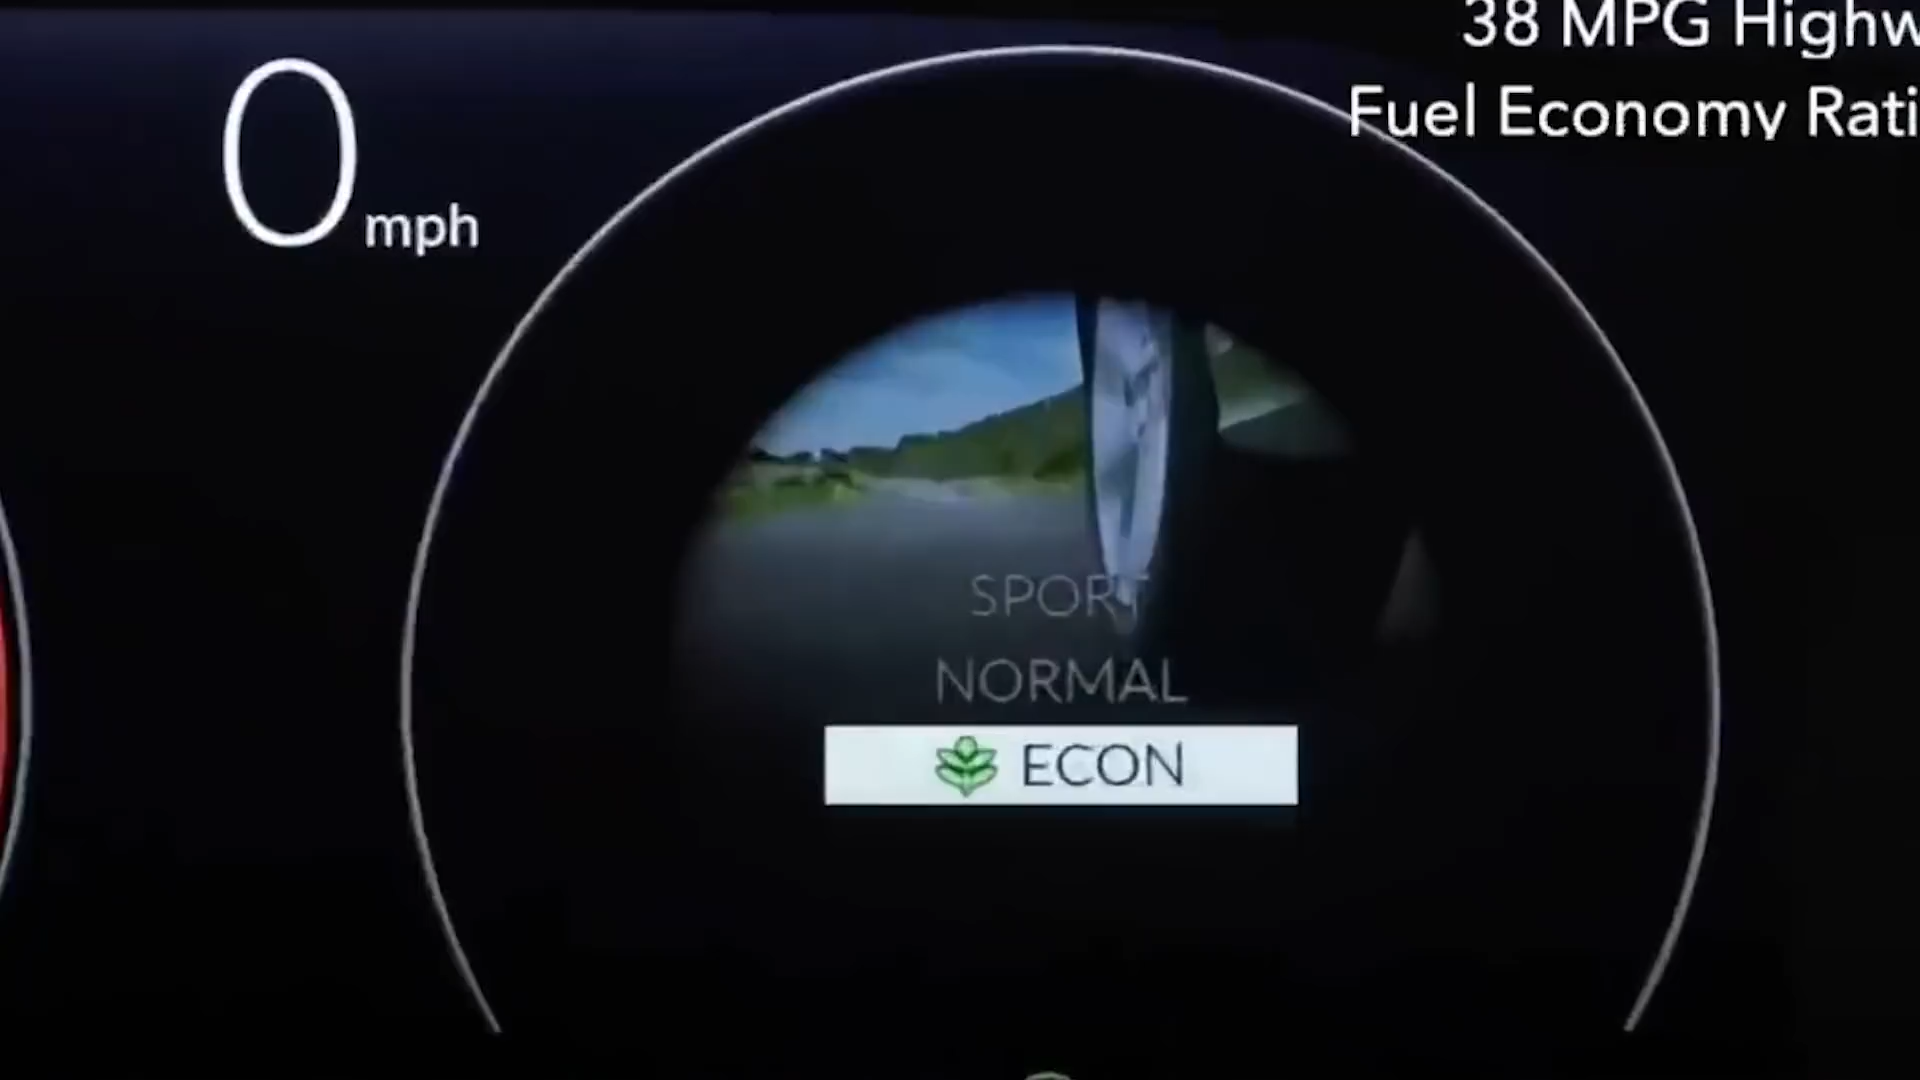 38 MPG Highw
Fuel Economy Rati
0 mph
SPORT
NORMAL
ECON